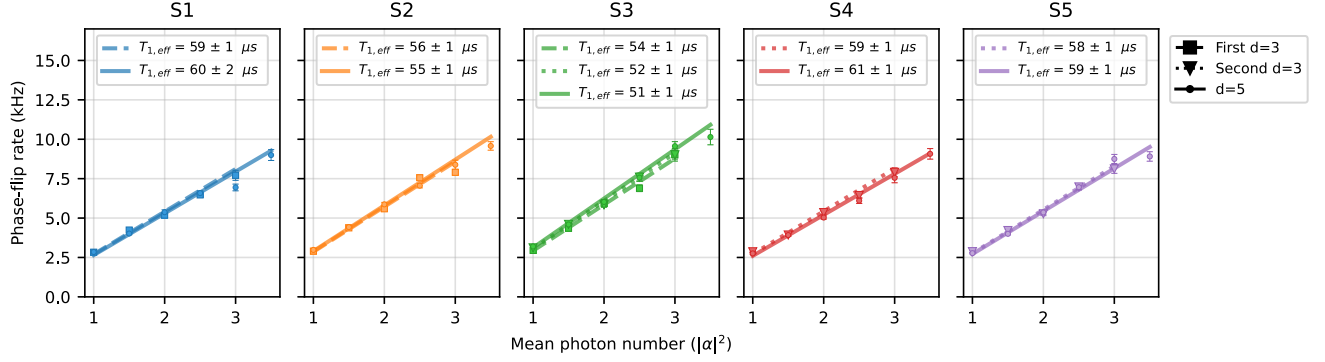 S1
S2
S3
S4
S5
T1,eff = 59 ± 1 μs
T1,eff = 60 ± 2 μs
T1,eff = 56 ± 1 μs
T1,eff = 55 ± 1 μs
T1,eff = 54 ± 1 μs
T1,eff = 52 ± 1 μs
T1,eff = 51 ± 1 μs
T1,eff = 59 ± 1 μs
T1,eff = 61 ± 1 μs
T1,eff = 58 ± 1 μs
T1,eff = 59 ± 1 μs
First d=3
Second d=3
d=5
Phase-flip rate (kHz)
15.0
12.5
10.0
7.5
5.0
2.5
0.0
1 2 3
1 2 3
1 2 3
1 2 3
1 2 3
Mean photon number (|α|²)